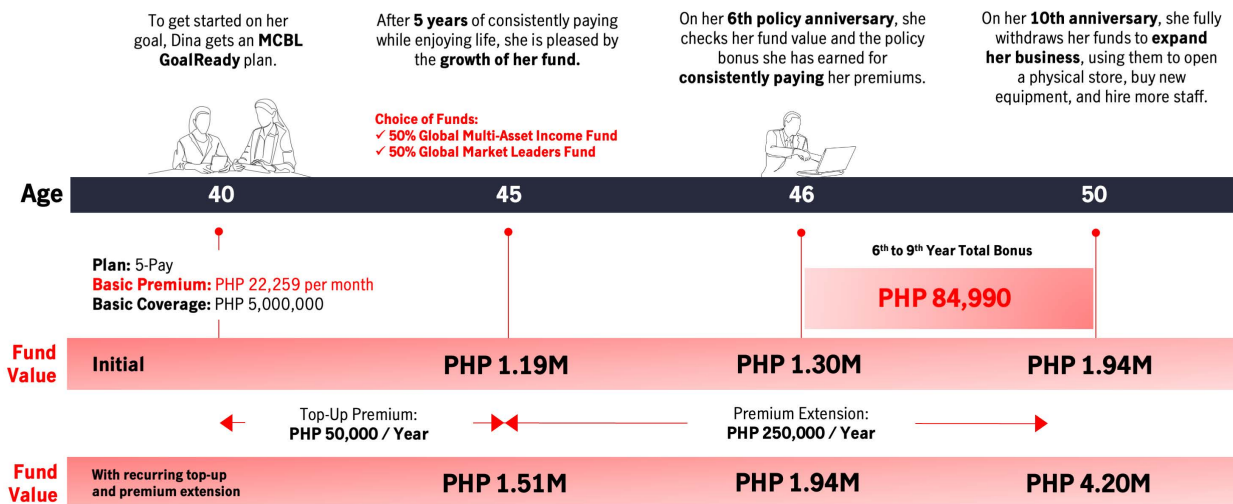 To get started on her
goal, Dina gets an MCBL
GoalReady plan.
After 5 years of consistently paying
while enjoying life, she is pleased by
the growth of her fund.
Choice of Funds:
✓ 50% Global Multi-Asset Income Fund
✓ 50% Global Market Leaders Fund
On her 6th policy anniversary, she
checks her fund value and the policy
bonus she has earned for
consistently paying her premiums.
On her 10th anniversary, she fully
withdraws her funds to expand
her business, using them to open
a physical store, buy new
equipment, and hire more staff.
Age 40 45 46 50
Plan: 5-Pay
Basic Premium: PHP 22,259 per month
Basic Coverage: PHP 5,000,000
6th to 9th Year Total Bonus
PHP 84,990
Fund
Value
Initial PHP 1.19M PHP 1.30M PHP 1.94M
Top-Up Premium:
PHP 50,000 / Year
Premium Extension:
PHP 250,000 / Year
Fund
Value
With recurring top-up
and premium extension
PHP 1.51M PHP 1.94M PHP 4.20M